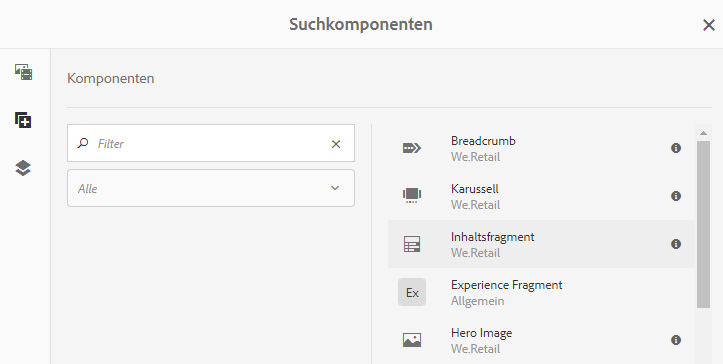 Suchkomponenten
Komponenten
Filter
Alle
Breadcrumb
We.Retail
Karussell
We.Retail
Inhaltsfragment
We.Retail
Ex
Experience Fragment
Allgemein
Hero Image
We.Retail